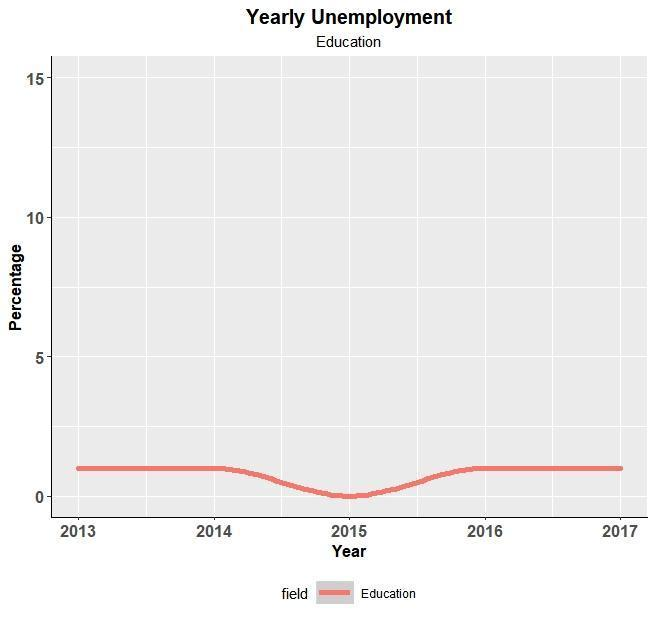 Yearly Unemployment
Education
15
10
5
0
Percentage
2013 2014 2015 2016 2017
Year
field Education